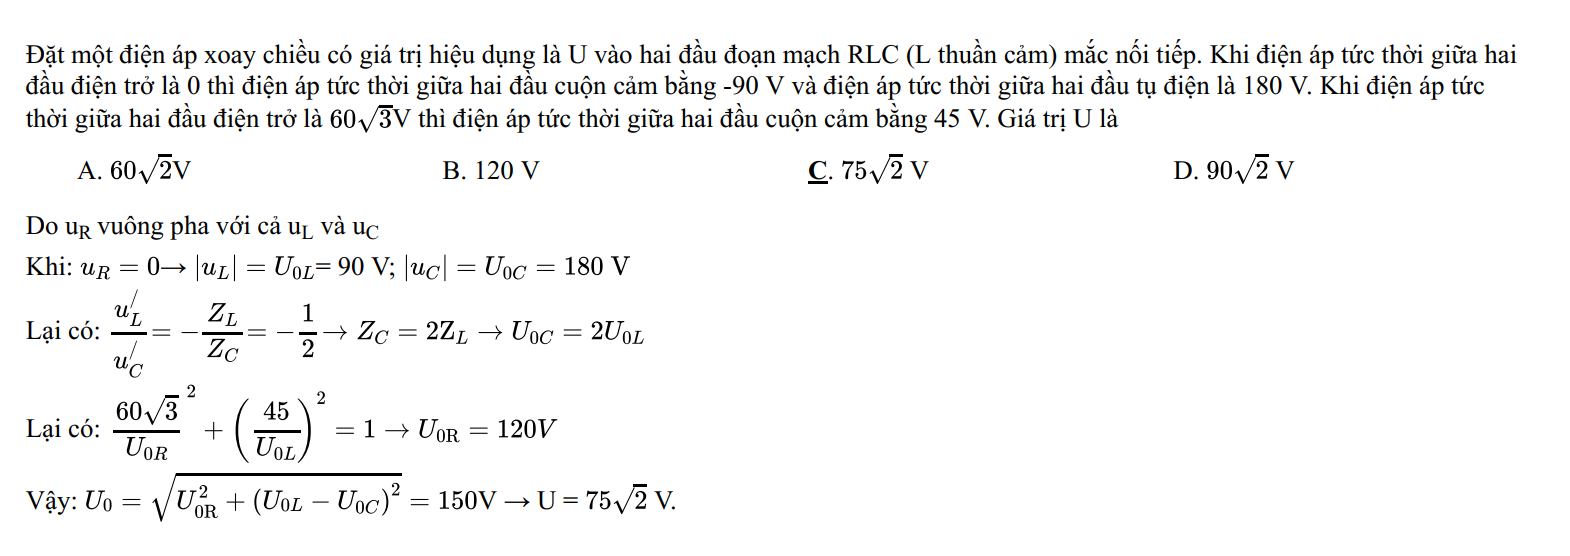 Đặt một điện áp xoay chiều có giá trị hiệu dụng là U vào hai đầu đoạn mạch RLC (L thuần cảm) mắc nối tiếp. Khi điện áp tức thời giữa hai
đầu điện trở là 0 thì điện áp tức thời giữa hai đầu cuộn cảm bằng -90 V và điện áp tức thời giữa hai đầu tụ điện là 180 V. Khi điện áp tức
thời giữa hai đầu điện trở là $60\sqrt{3}$V thì điện áp tức thời giữa hai đầu cuộn cảm bằng 45 V. Giá trị U là
A. $60\sqrt{2}$V B. 120 V C. $75\sqrt{2}$ V D. $90\sqrt{2}$ V
Do $u_R$ vuông pha với cả $u_L$ và $u_C$
Khi: $u_R = 0 \to |u_L| = U_{0L}$= 90 V; $|u_C| = U_{0C} = 180$ V
Lại có: $\frac{u_L^{/}}{u_C^{/}} = -\frac{Z_L}{Z_C} = -\frac{1}{2} \to Z_C = 2Z_L \to U_{0C} = 2U_{0L}$
Lại có: $\frac{60\sqrt{3}}{U_{0R}}^2 + \left(\frac{45}{U_{0L}}\right)^2 = 1 \to U_{0R} = 120V$
Vậy: $U_0 = \sqrt{U_{0R}^2 + (U_{0L} - U_{0C})^2} = 150$V $\to$ U = $75\sqrt{2}$ V.